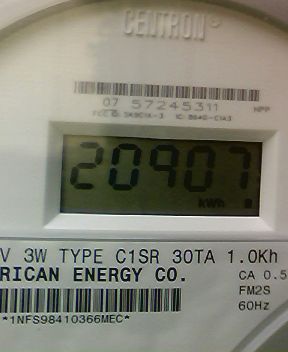 CENTRON®
07 57245311
20907
kWh
V 3W TYPE C1SR 30TA 1.0Kh
RICAN ENERGY CO.
CA 0.5
FM2S
60Hz
*1NFS98410366MEC*